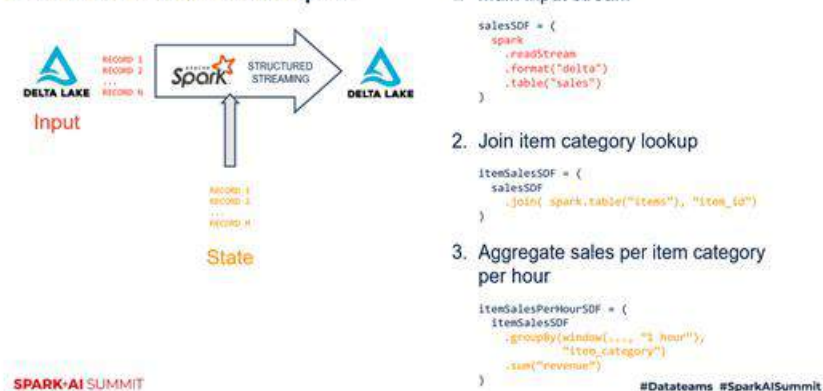 DELTA LAKE
Input
RECORD 1
RECORD 2
...
RECORD N
APACHE
Spark
STRUCTURED
STREAMING
DELTA LAKE
RECORD 1
RECORD 2
...
RECORD M
State
salesSDF = (
spark
.readStream
.format("delta")
.table("sales")
)
2. Join item category lookup
itemSalesSDF = (
salesSDF
.join( spark.table("items"), "item_id")
)
3. Aggregate sales per item category
per hour
itemSalesPerHourSDF = (
itemSalesSDF
.groupBy(window(..., "1 hour"),
"item_category")
.sum("revenue")
)
SPARK+AI SUMMIT
#Datateams #SparkAISummit